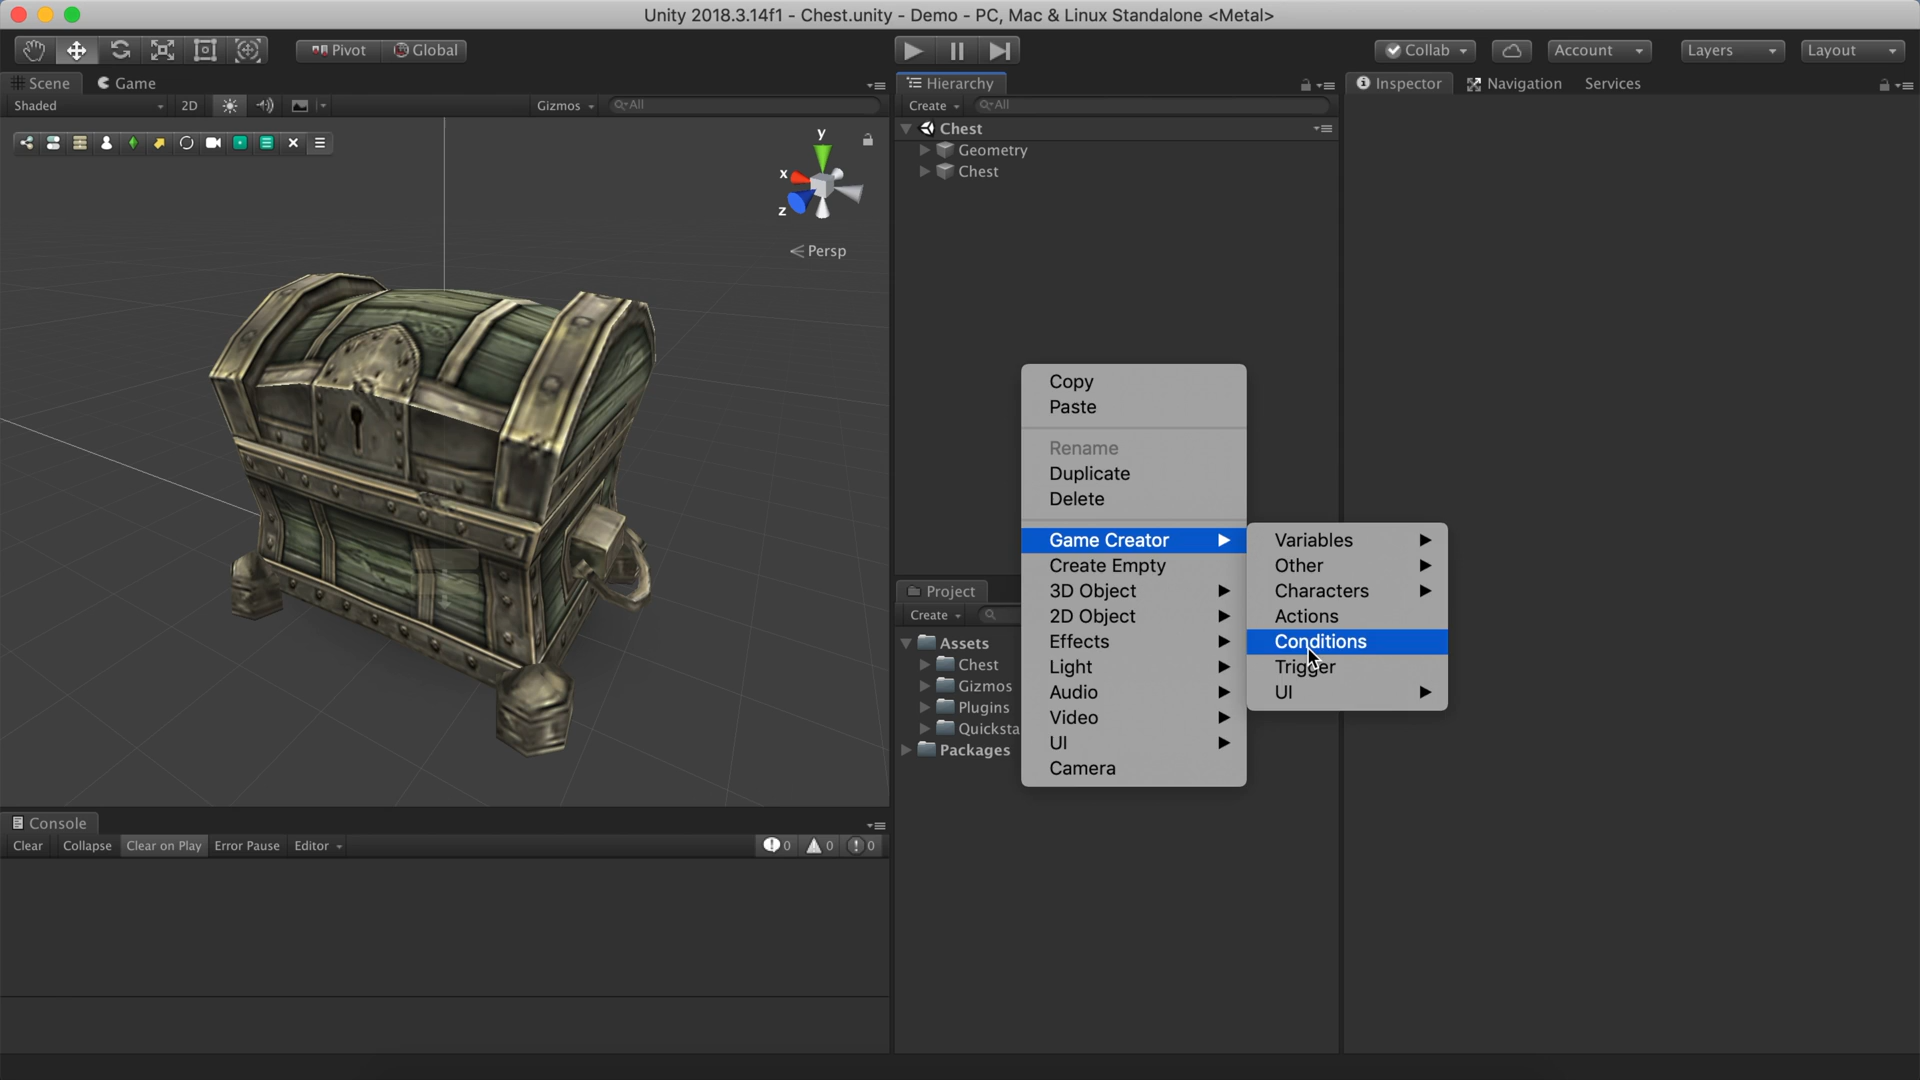 Unity 2018.3.14f1 - Chest.unity - Demo - PC, Mac & Linux Standalone <Metal>
Pivot Global
Collab Account Layers Layout
Scene Game
Shaded 2D Gizmos All
y
x
z
Persp
Hierarchy
Create All
Chest
Geometry
Chest
Inspector Navigation Services
Copy
Paste
Rename
Duplicate
Delete
Game Creator
Create Empty
3D Object
2D Object
Effects
Light
Audio
Video
UI
Camera
Variables
Other
Characters
Actions
Conditions
Trigger
UI
Project
Create
Assets
Chest
Gizmos
Plugins
Quicksta
Packages
Console
Clear Collapse Clear on Play Error Pause Editor 0 0 0